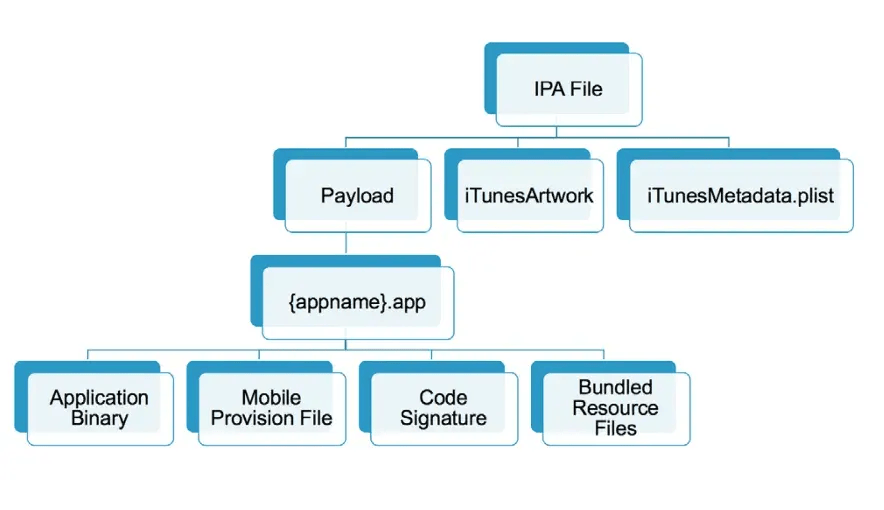 IPA File
Payload
iTunesArtwork
iTunesMetadata.plist
{appname}.app
Application
Binary
Mobile
Provision File
Code
Signature
Bundled
Resource
Files